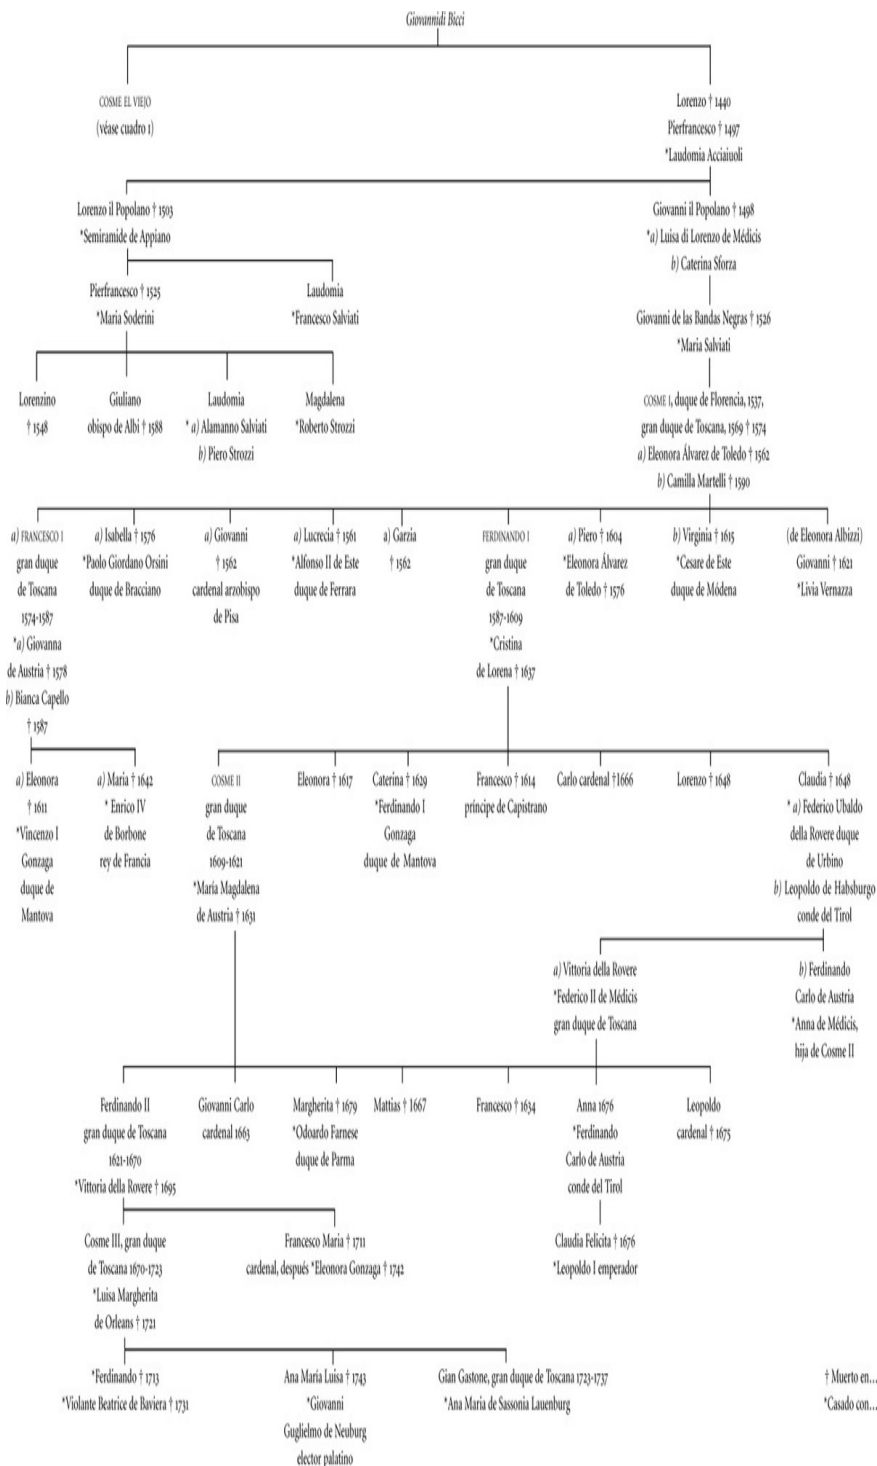 Giovannidi Bicci
COSME EL VIEJO
(véase cuadro 1)
Lorenzo † 1440
Pierfrancesco † 1497
*Laudomia Acciaiuoli
Lorenzo il Popolano † 1503
*Semiramide de Appiano
Giovanni il Popolano † 1498
*a) Luisa di Lorenzo de Médicis
b) Caterina Sforza
Pierfrancesco † 1525
*Maria Soderini
Laudomia
*Francesco Salviati
Giovanni de las Bandas Negras † 1526
*Maria Salviati
Lorenzino
† 1548
Giuliano
obispo de Albi † 1588
Laudomia
* a) Alamanno Salviati
b) Piero Strozzi
Magdalena
*Roberto Strozzi
COSME I, duque de Florencia, 1537,
gran duque de Toscana, 1569 † 1574
a) Eleonora Álvarez de Toledo † 1562
b) Camilla Martelli † 1590
a) FRANCESCO I
gran duque
de Toscana
1574-1587
*a) Giovanna
de Austria † 1578
b) Bianca Capello
† 1587
a) Isabella † 1576
*Paolo Giordano Orsini
duque de Bracciano
a) Giovanni
† 1562
cardenal arzobispo
de Pisa
a) Lucrecia † 1561
*Alfonso II de Este
duque de Ferrara
a) Garzia
† 1562
FERDINANDO I
gran duque
de Toscana
1587-1609
*Cristina
de Lorena † 1637
a) Piero † 1604
*Eleonora Álvarez
de Toledo † 1576
b) Virginia † 1615
*Cesare de Este
duque de Módena
(de Eleonora Albizzi)
Giovanni † 1621
*Livia Vernazza
a) Eleonora
† 1611
*Vincenzo I
Gonzaga
duque de
Mantova
a) Maria † 1642
* Enrico IV
de Borbone
rey de Francia
COSME II
gran duque
de Toscana
1609-1621
*María Magdalena
de Austria † 1631
Eleonora † 1617
Caterina † 1629
*Ferdinando I
Gonzaga
duque de Mantova
Francesco † 1614
príncipe de Capistrano
Carlo cardenal †1666
Lorenzo † 1648
Claudia † 1648
* a) Federico Ubaldo
della Rovere duque
de Urbino
b) Leopoldo de Habsburgo
conde del Tirol
a) Vittoria della Rovere
*Federico II de Médicis
gran duque de Toscana
b) Ferdinando
Carlo de Austria
*Anna de Médicis,
hija de Cosme II
Ferdinando II
gran duque de Toscana
1621-1670
*Vittoria della Rovere † 1695
Giovanni Carlo
cardenal 1663
Margherita † 1679
*Odoardo Farnese
duque de Parma
Mattias † 1667
Francesco † 1634
Anna 1676
*Ferdinando
Carlo de Austria
conde del Tirol
Leopoldo
cardenal † 1675
Cosme III, gran duque
de Toscana 1670-1723
*Luisa Margherita
de Orleans † 1721
Francesco Maria † 1711
cardenal, después *Eleonora Gonzaga † 1742
Claudia Felicita † 1676
*Leopoldo I emperador
*Ferdinando † 1713
*Violante Beatrice de Baviera † 1731
Ana María Luisa † 1743
*Giovanni
Guglielmo de Neuburg
elector palatino
Gian Gastone, gran duque de Toscana 1723-1737
*Ana Maria de Sassonia Lauenburg
† Muerto en...
*Casado con...